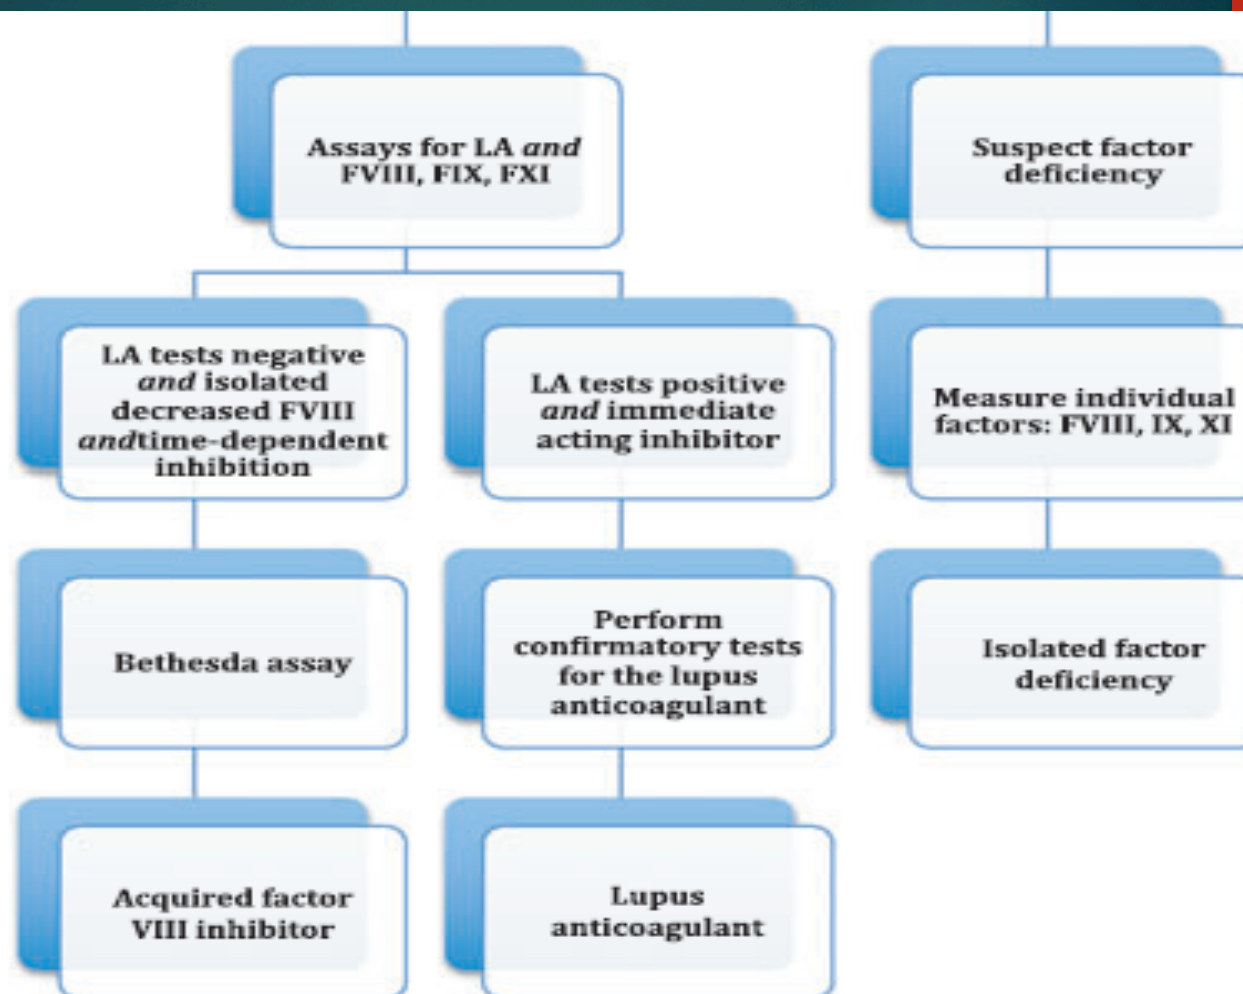 Assays for LA and
FVIII, FIX, FXI
Suspect factor
deficiency
LA tests negative
and isolated
decreased FVIII
andtime-dependent
inhibition
LA tests positive
and immediate
acting inhibitor
Measure individual
factors: FVIII, IX, XI
Bethesda assay
Perform
confirmatory tests
for the lupus
anticoagulant
Isolated factor
deficiency
Acquired factor
VIII inhibitor
Lupus
anticoagulant